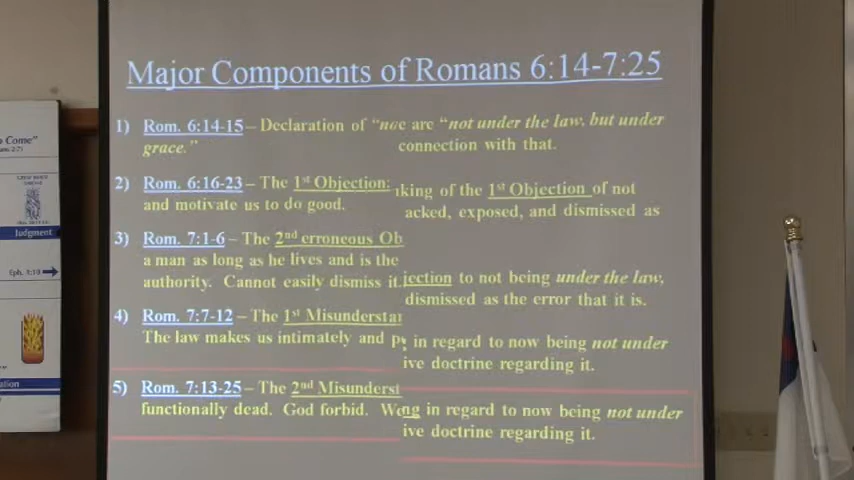 Major Components of Romans 6:14-7:25
1) Rom. 6:14-15 – Declaration of "no are "not under the law, but under
grace." connection with that.
2) Rom. 6:16-23 – The 1st Objection: king of the 1st Objection of not
and motivate us to do good. acked, exposed, and dismissed as
3) Rom. 7:1-6 – The 2nd erroneous Ob
a man as long as he lives and is the
authority. Cannot easily dismiss it. jection to not being under the law,
dismissed as the error that it is.
4) Rom. 7:7-12 – The 1st Misunderstan
The law makes us intimately and p in regard to now being not under
ive doctrine regarding it.
5) Rom. 7:13-25 – The 2nd Misunderst
functionally dead. God forbid. We ng in regard to now being not under
ive doctrine regarding it.
o Come"
Judgment
Eph. 4:10
ation